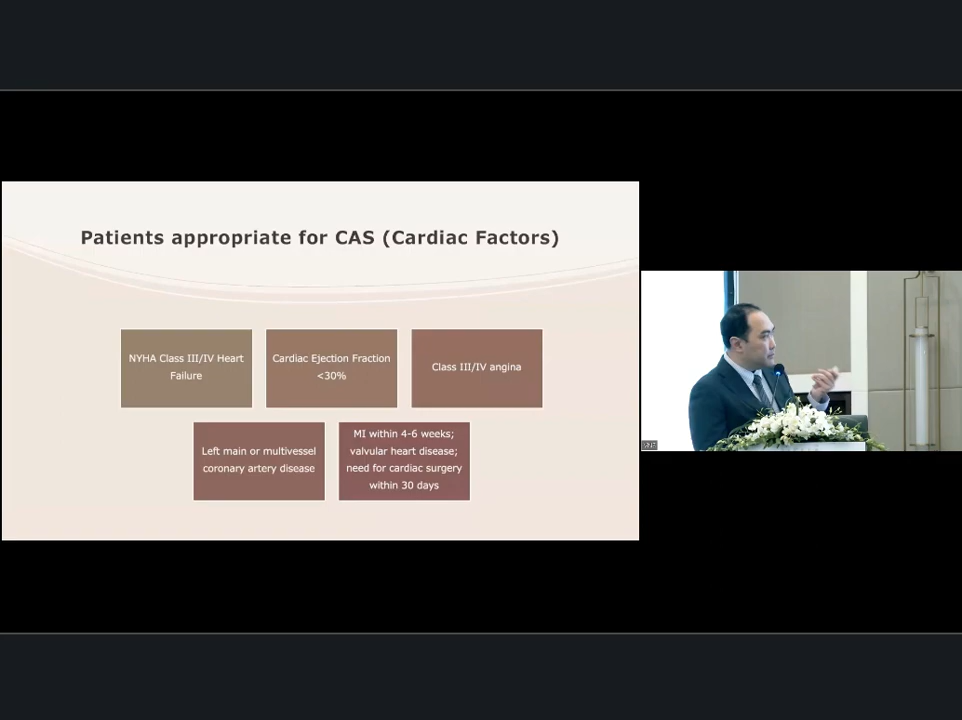 Patients appropriate for CAS (Cardiac Factors)
NYHA Class III/IV Heart
Failure
Cardiac Ejection Fraction
<30%
Class III/IV angina
Left main or multivessel
coronary artery disease
MI within 4-6 weeks;
valvular heart disease;
need for cardiac surgery
within 30 days